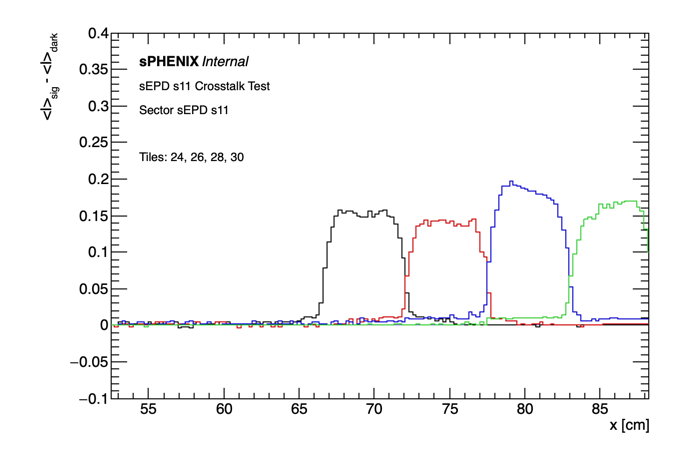 <I>sig - <I>dark
0.4
0.35
0.3
0.25
0.2
0.15
0.1
0.05
0
−0.05
−0.1
sPHENIX Internal
sEPD s11 Crosstalk Test
Sector sEPD s11
Tiles: 24, 26, 28, 30
55 60 65 70 75 80 85
x [cm]